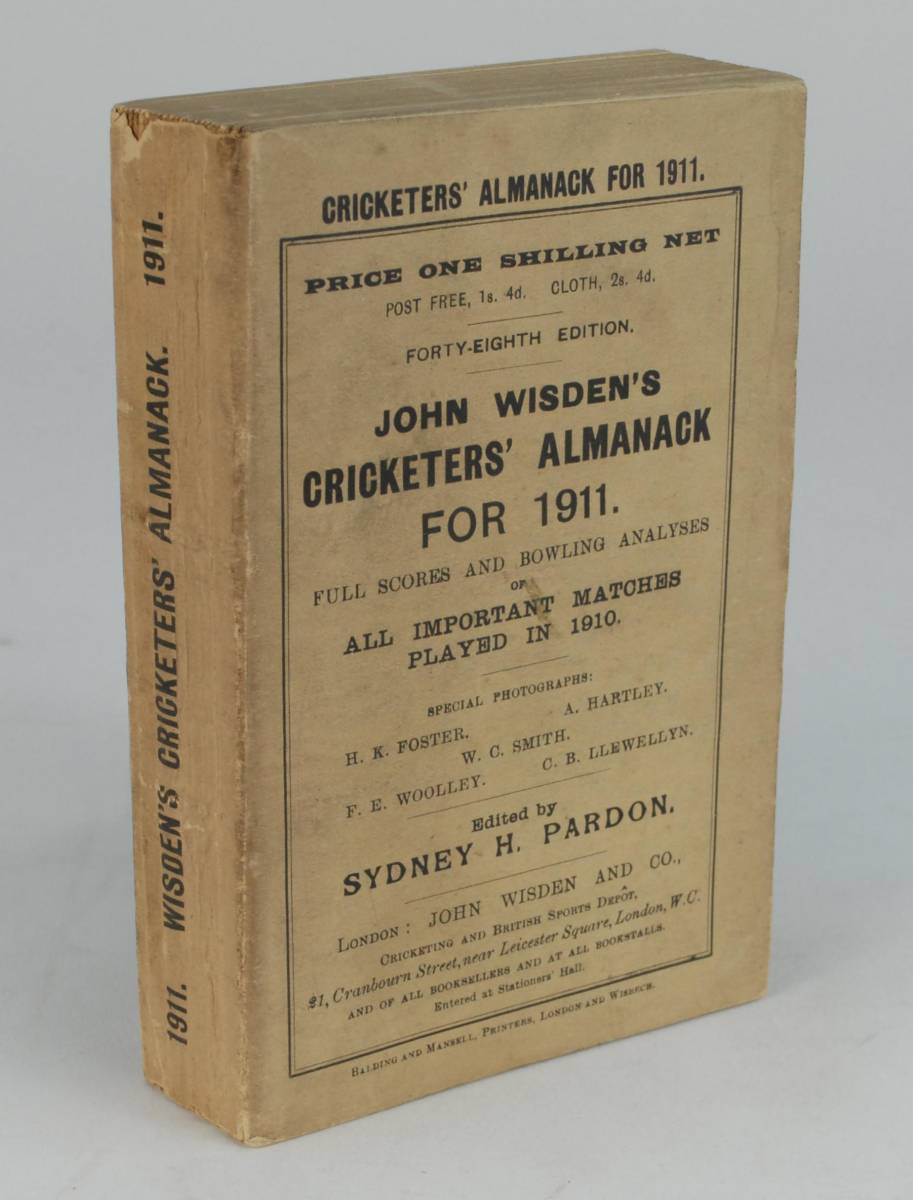 1911. WISDEN'S CRICKETERS' ALMANACK. 1911.
CRICKETERS' ALMANACK FOR 1911.
PRICE ONE SHILLING NET
POST FREE, 1s. 4d. CLOTH, 2s. 4d.
FORTY-EIGHTH EDITION.
JOHN WISDEN'S
CRICKETERS' ALMANACK
FOR 1911.
FULL SCORES AND BOWLING ANALYSES
OF
ALL IMPORTANT MATCHES
PLAYED IN 1910.
SPECIAL PHOTOGRAPHS:
H. K. FOSTER. A. HARTLEY.
W. C. SMITH.
F. E. WOOLLEY. C. B. LLEWELLYN.
Edited by
SYDNEY H. PARDON.
LONDON: JOHN WISDEN AND CO.,
CRICKETING AND BRITISH SPORTS DEPÔT,
21, Cranbourn Street, near Leicester Square, London, W.C.
AND OF ALL BOOKSELLERS AND AT ALL BOOKSTALLS.
Entered at Stationers' Hall.
BALDING AND MANSELL, PRINTERS, LONDON AND WISBECH.